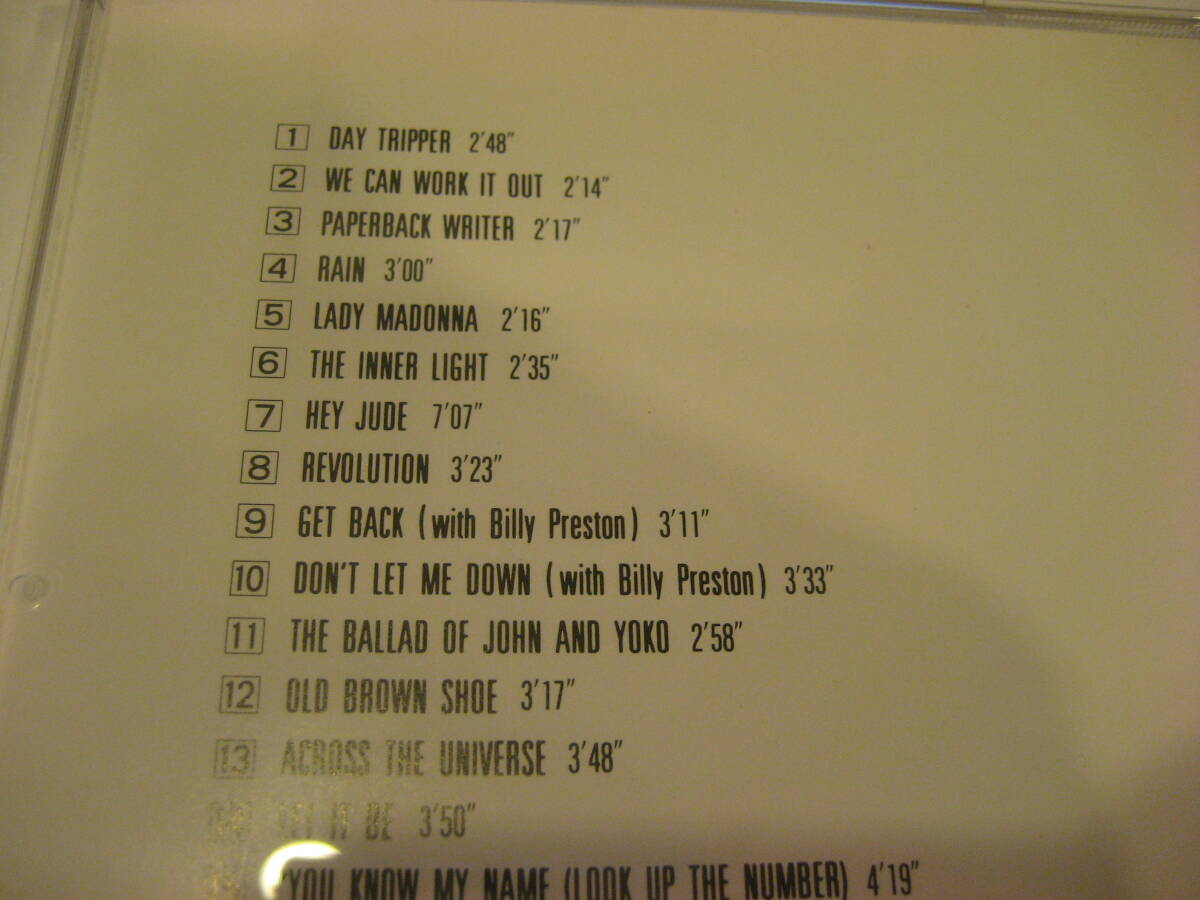 1 DAY TRIPPER 2'48"
2 WE CAN WORK IT OUT 2'14"
3 PAPERBACK WRITER 2'17"
4 RAIN 3'00"
5 LADY MADONNA 2'16"
6 THE INNER LIGHT 2'35"
7 HEY JUDE 7'07"
8 REVOLUTION 3'23"
9 GET BACK (with Billy Preston) 3'11"
10 DON'T LET ME DOWN (with Billy Preston) 3'33"
11 THE BALLAD OF JOHN AND YOKO 2'58"
12 OLD BROWN SHOE 3'17"
13 ACROSS THE UNIVERSE 3'48"
LET IT BE 3'50"
YOU KNOW MY NAME (LOOK UP THE NUMBER) 4'19"